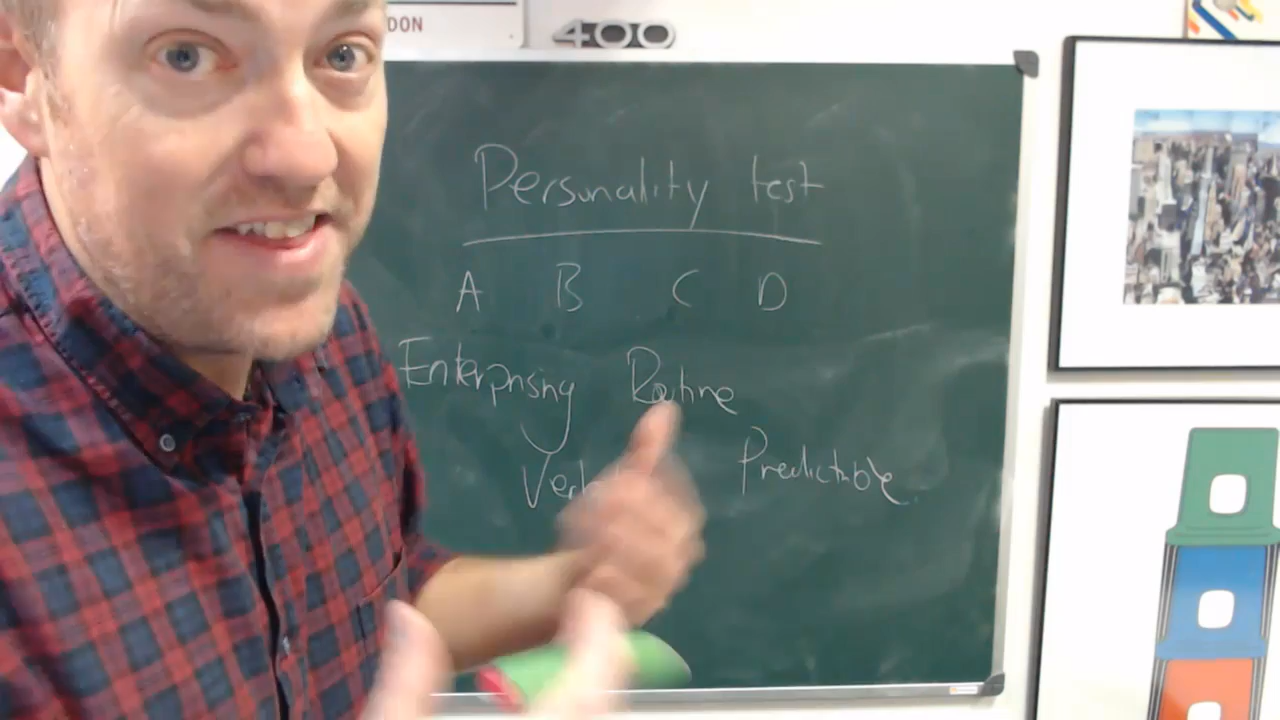 DON
400
Personality test
A B C D
Enterprising Routine
Predictable